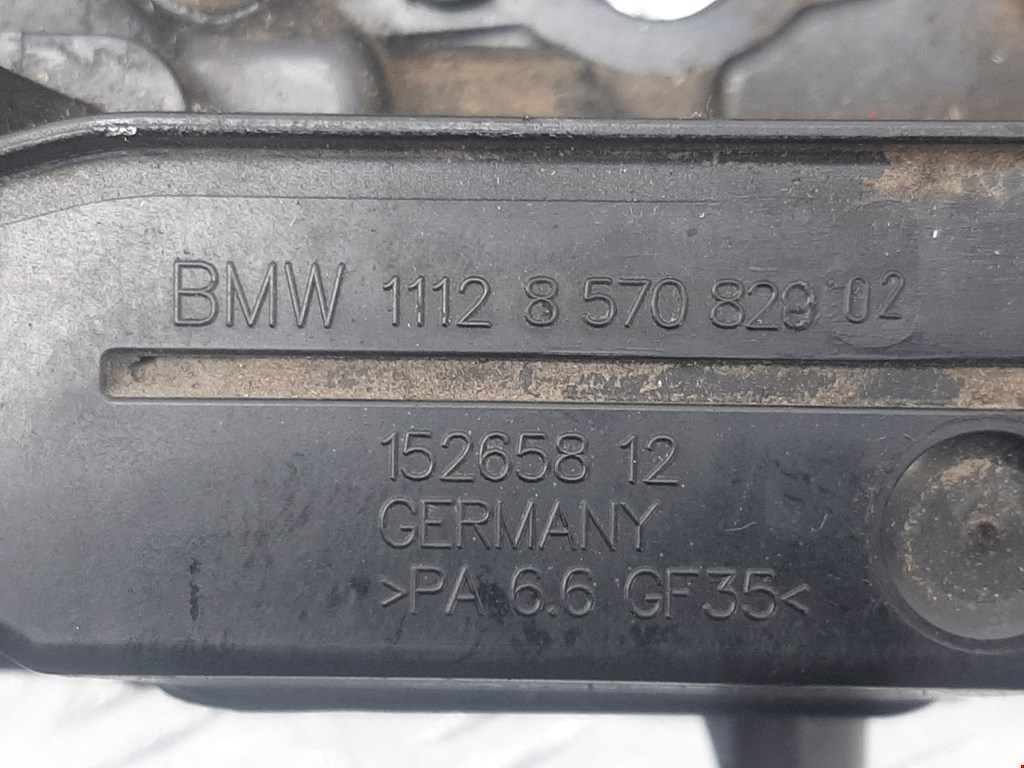 BMW 1112 8 570 829 02
152658 12
GERMANY
>PA 6.6 GF35<